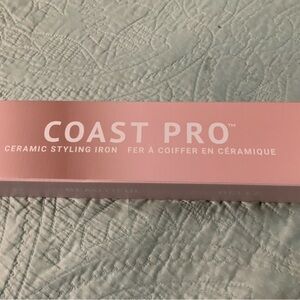 COAST PRO™
CERAMIC STYLING IRON FER À COIFFER EN CÉRAMIQUE